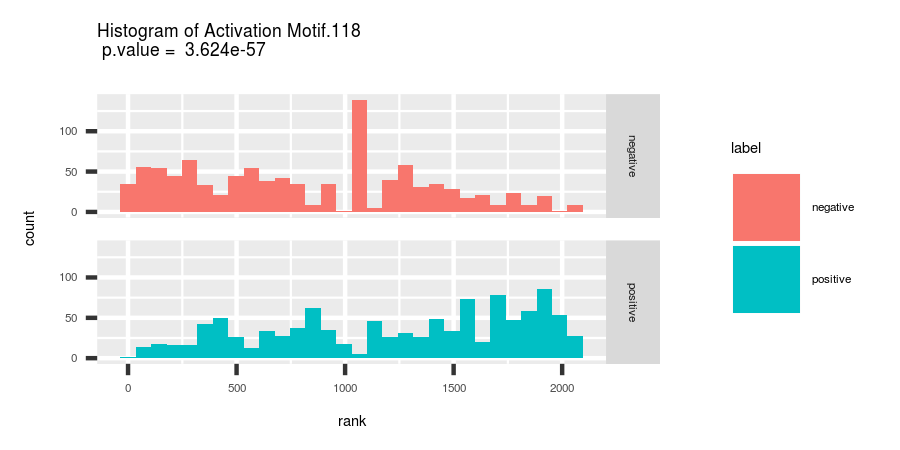 Histogram of Activation Motif.118
p.value = 3.624e-57
100
50
0
negative
count
100
50
0
positive
0 500 1000 1500 2000
rank
label
negative
positive